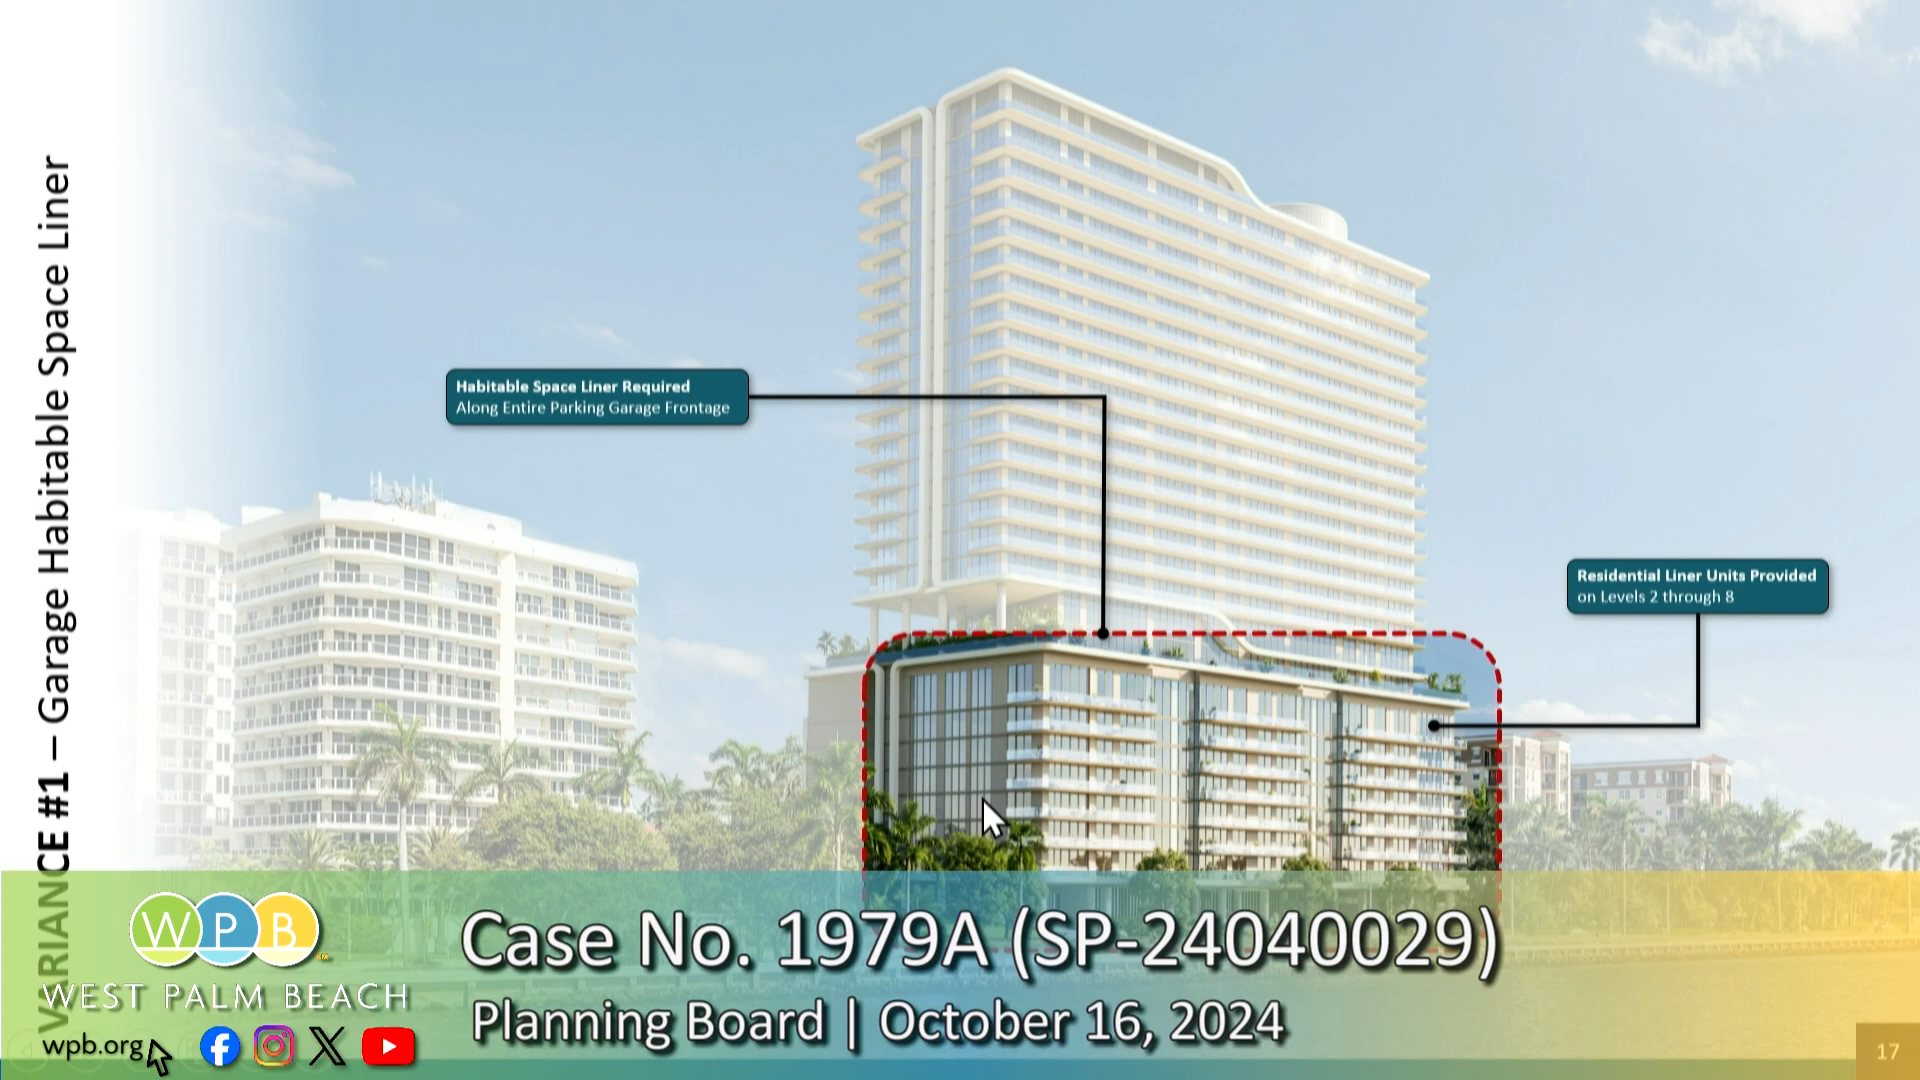 VARIANCE #1 – Garage Habitable Space Liner
Habitable Space Liner Required
Along Entire Parking Garage Frontage
Residential Liner Units Provided
on Levels 2 through 8
WPB
SM
WEST PALM BEACH
wpb.org
Case No. 1979A (SP-24040029)
Planning Board | October 16, 2024
17